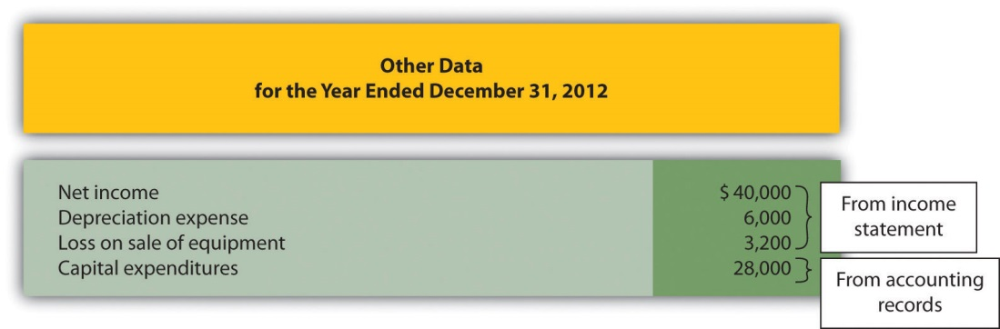 Other Data
for the Year Ended December 31, 2012
Net income $ 40,000
Depreciation expense 6,000
Loss on sale of equipment 3,200
Capital expenditures 28,000
From income
statement
From accounting
records